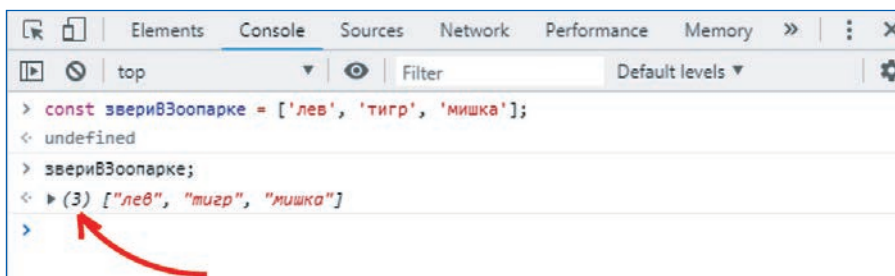 Elements Console Sources Network Performance Memory »
top ▼ Filter Default levels ▼
> const звериВЗоопарке = ['лев', 'тигр', 'мишка'];
<· undefined
> звериВЗоопарке;
<· ▶ (3) ["лев", "тигр", "мишка"]
>